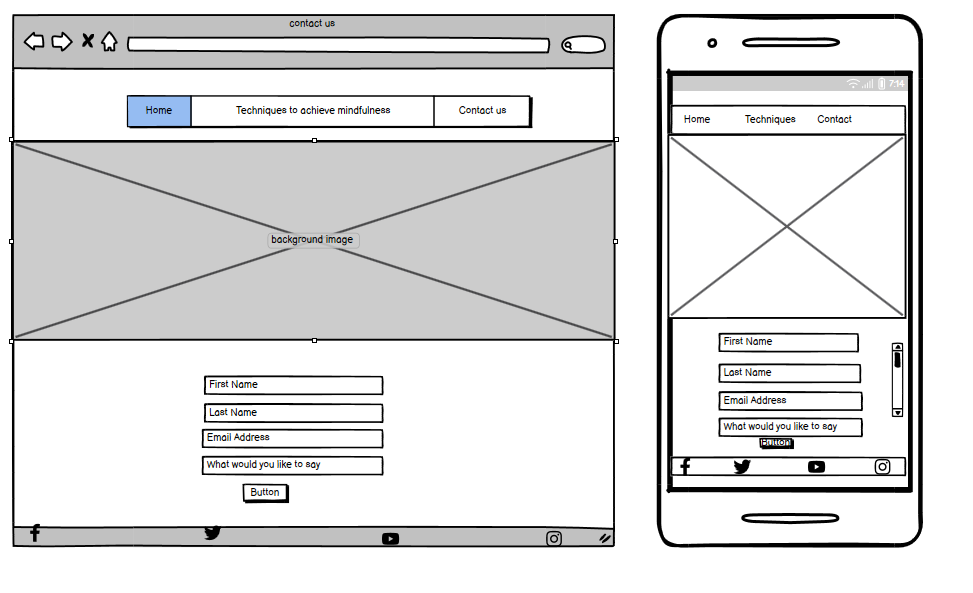 contact us
Home Techniques to achieve mindfulness Contact us
background image
First Name
Last Name
Email Address
What would you like to say
Button
7:14
Home Techniques Contact
First Name
Last Name
Email Address
What would you like to say
Button